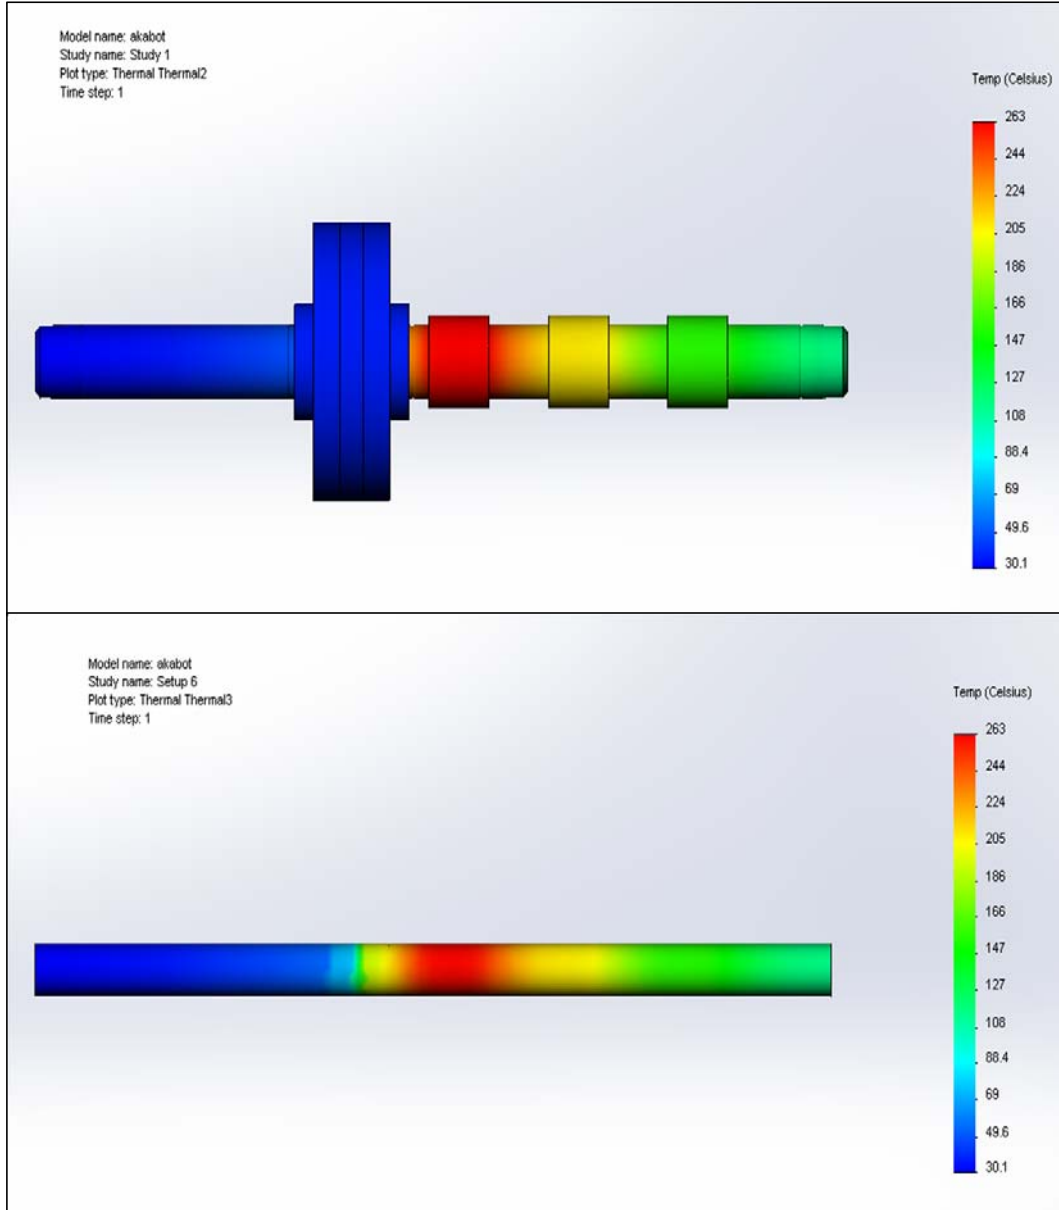 Model name: akabot
Study name: Study 1
Plot type: Thermal Thermal2
Time step: 1
Temp (Celsius)
263
244
224
205
186
166
147
127
108
88.4
69
49.6
30.1
Model name: akabot
Study name: Setup 6
Plot type: Thermal Thermal3
Time step: 1
Temp (Celsius)
263
244
224
205
186
166
147
127
108
88.4
69
49.6
30.1